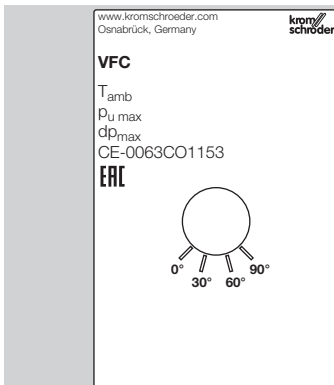 www.kromschroeder.com
Osnabrück, Germany
krom//
schroder
VFC
Tamb
pu max
dpmax
CE-0063CO1153
EAC
0°
30°
60°
90°